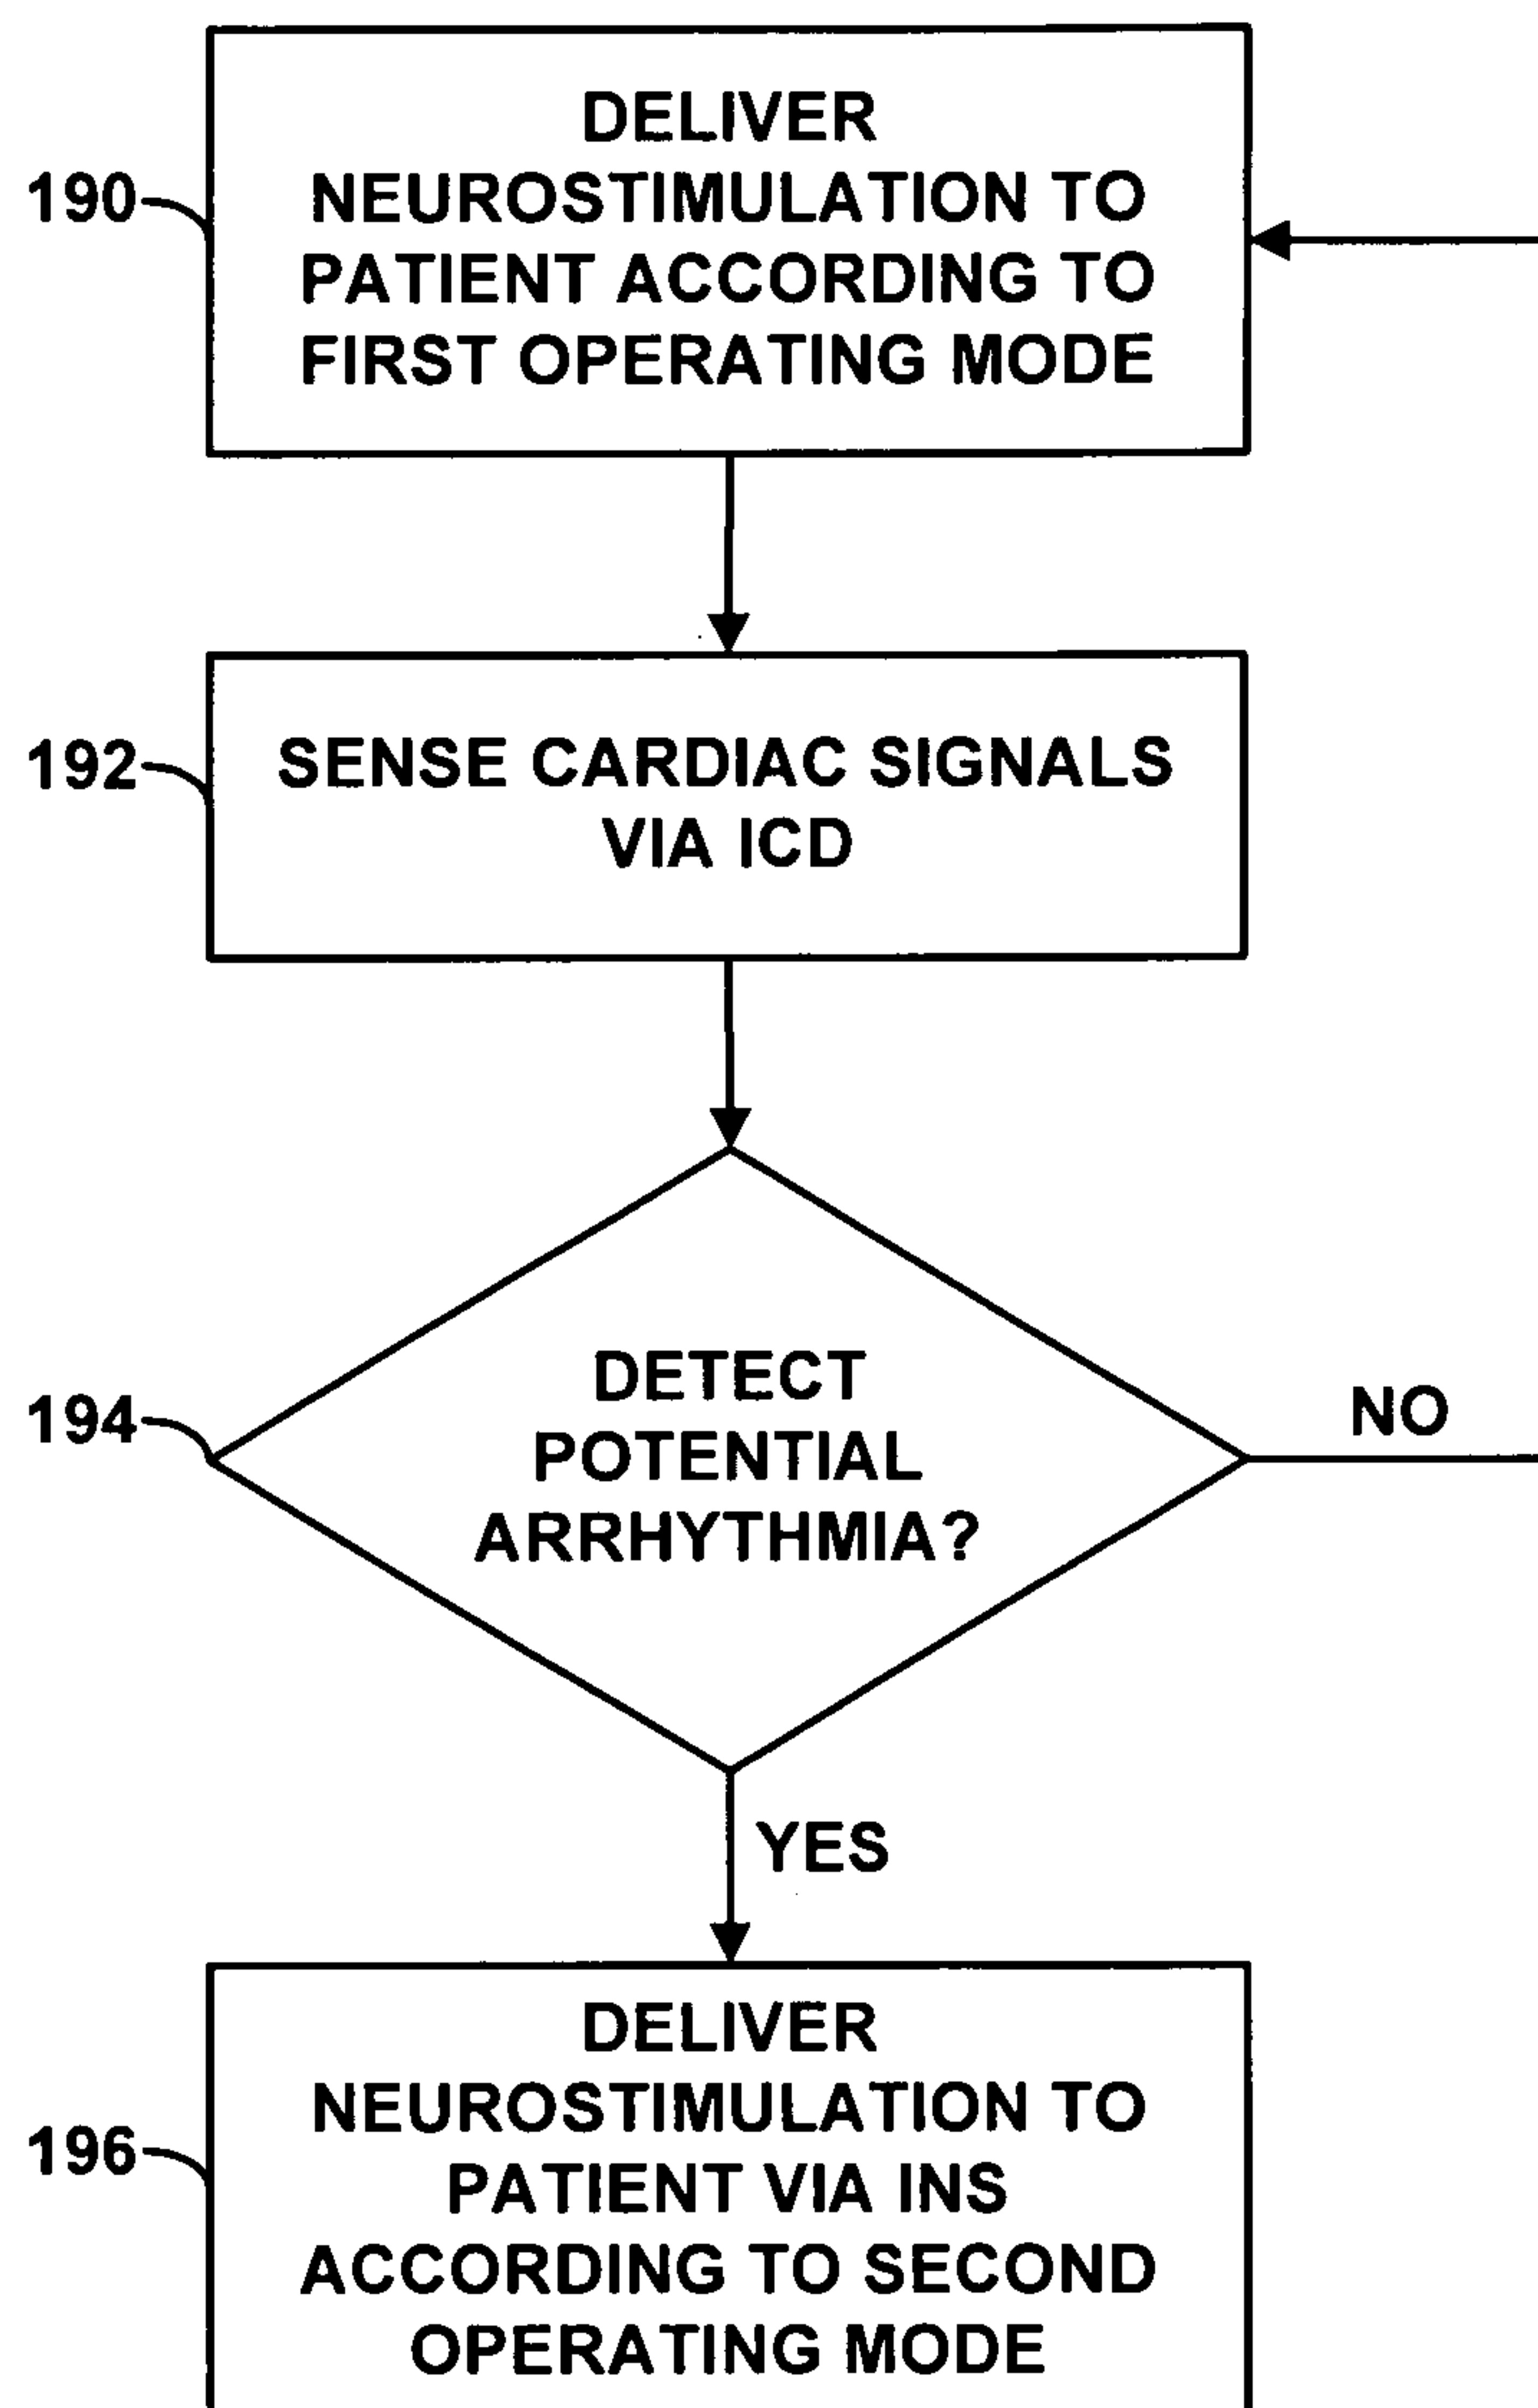 DELIVER
190
NEUROSTIMULATION TO
PATIENT ACCORDING TO
FIRST OPERATING MODE
192
SENSE CARDIAC SIGNALS
VIA ICD
DETECT
194
NO
POTENTIAL
ARRHYTHMIA?
YES
DELIVER
NEUROSTIMULATION TO
196
PATIENT VIA INS
ACCORDING TO SECOND
OPERATING MODE